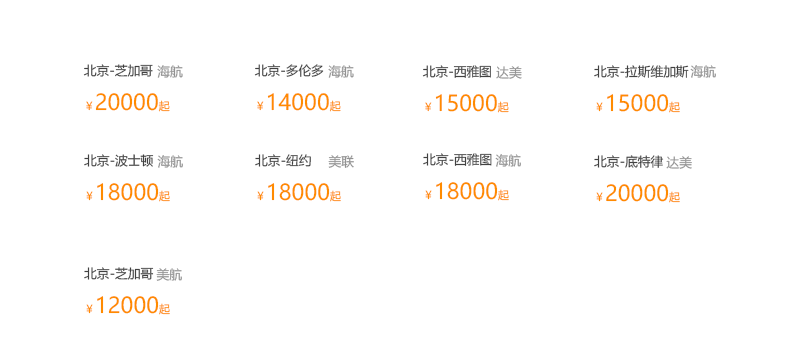 北京-芝加哥 海航
¥20000起
北京-多伦多 海航
¥14000起
北京-西雅图 达美
¥15000起
北京-拉斯维加斯 海航
¥15000起
北京-波士顿 海航
¥18000起
北京-纽约 美联
¥18000起
北京-西雅图 海航
¥18000起
北京-底特律 达美
¥20000起
北京-芝加哥 美航
¥12000起